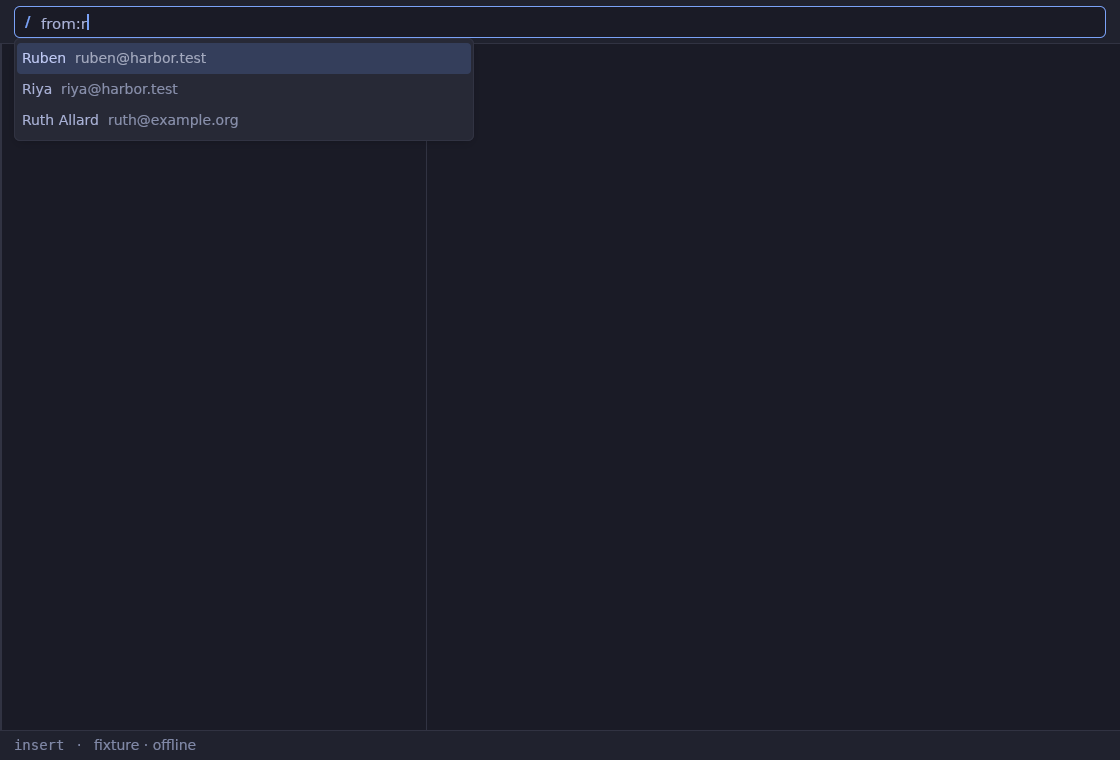 / from:r
Ruben ruben@harbor.test
Riya riya@harbor.test
Ruth Allard ruth@example.org
insert · fixture · offline